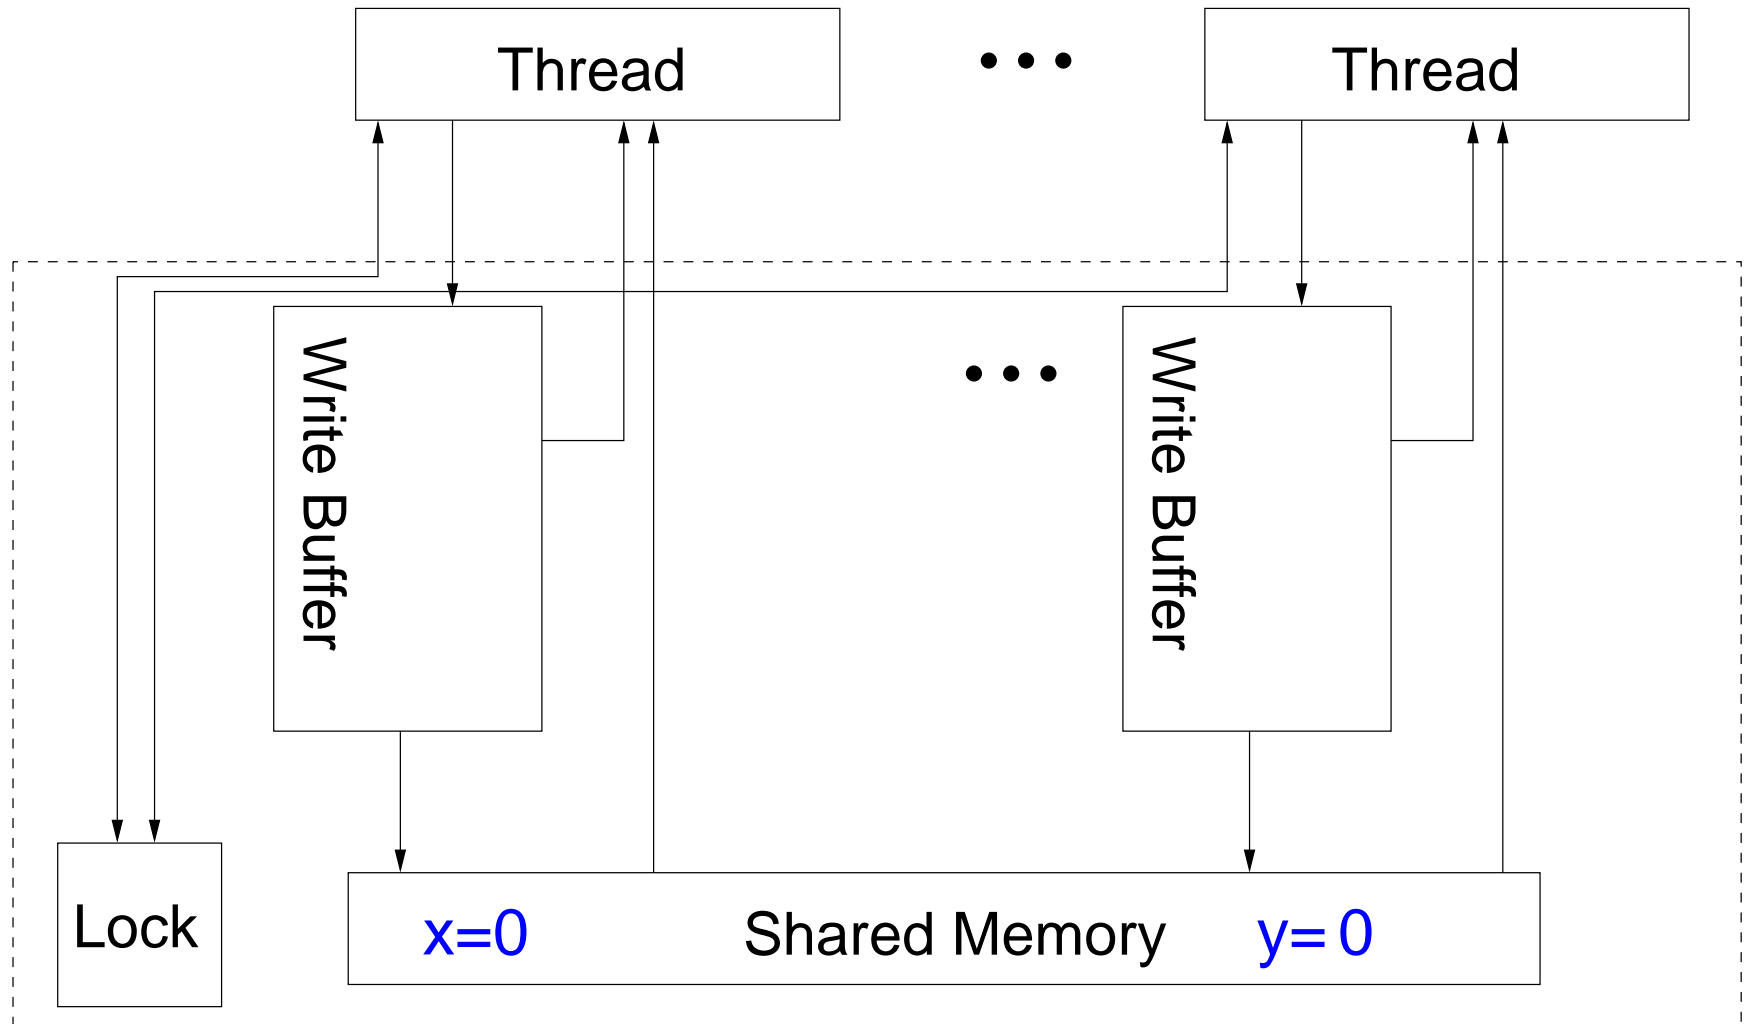 Thread
Thread
Write Buffer
Write Buffer
Lock
x=0
Shared Memory
y= 0